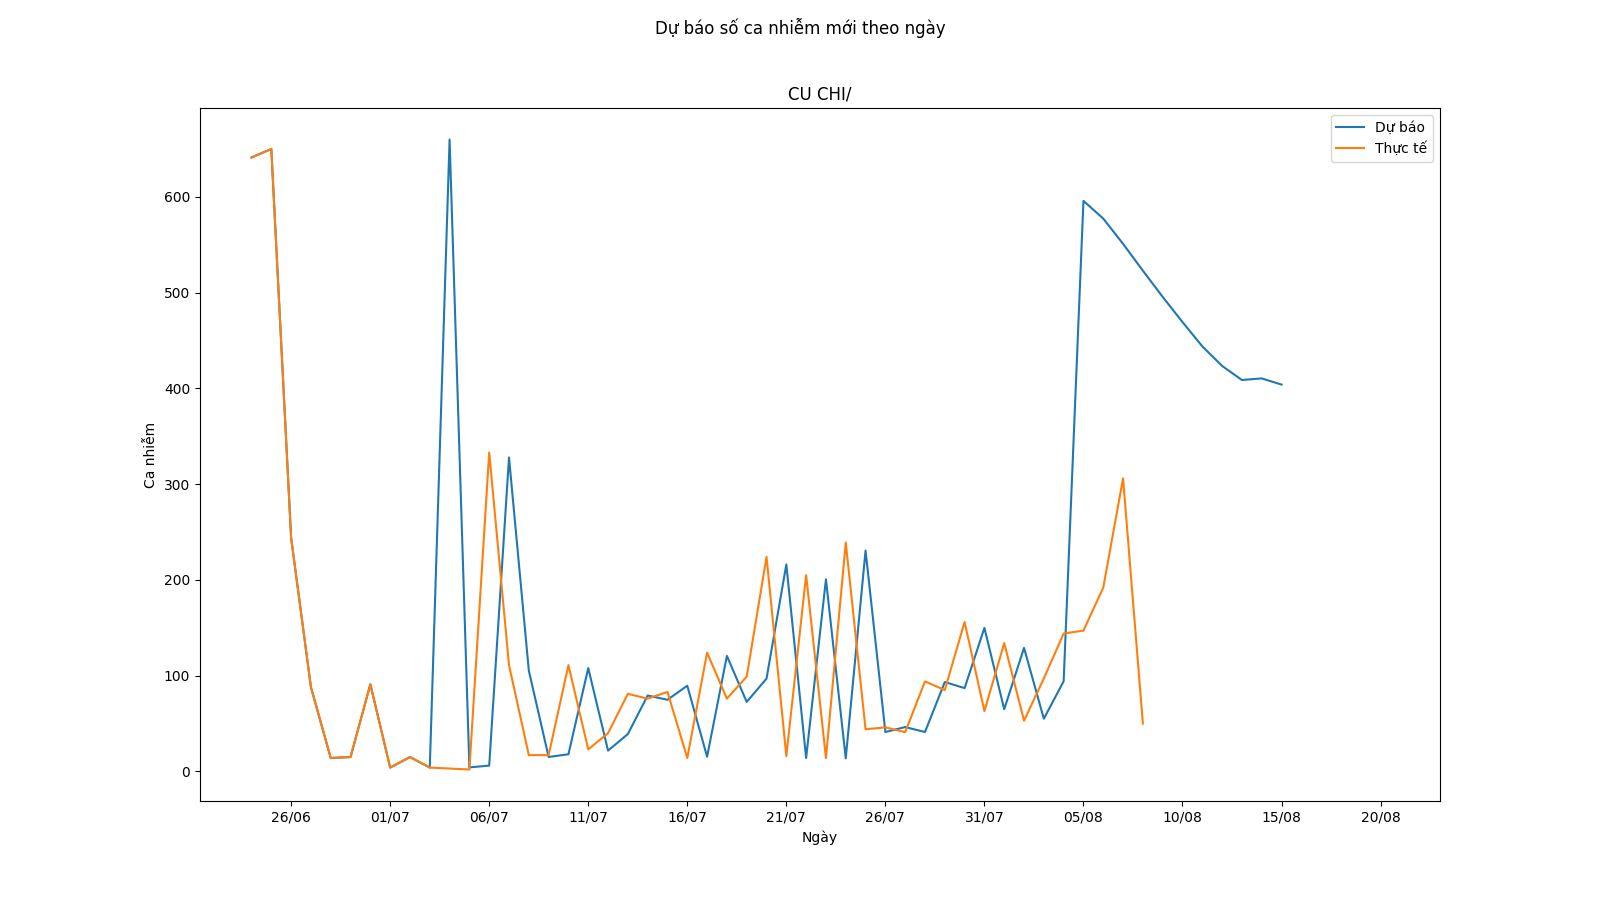 Dự báo số ca nhiễm mới theo ngày
CU CHI/
Dự báo
Thực tế
600
500
400
300
200
100
0
Ca nhiễm
26/06 01/07 06/07 11/07 16/07 21/07 26/07 31/07 05/08 10/08 15/08 20/08
Ngày